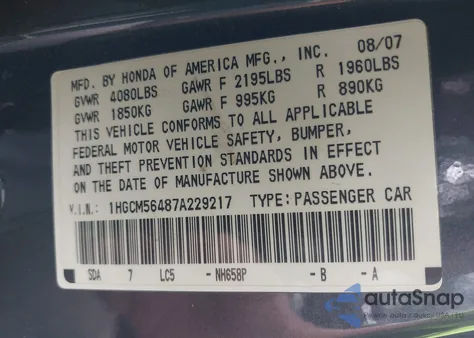 MFD. BY HONDA OF AMERICA MFG., INC. 08/07
GVWR 4080LBS GAWR F 2195LBS R 1960LBS
GVWR 1850KG GAWR F 995KG R 890KG
THIS VEHICLE CONFORMS TO ALL APPLICABLE
FEDERAL MOTOR VEHICLE SAFETY, BUMPER,
AND THEFT PREVENTION STANDARDS IN EFFECT
ON THE DATE OF MANUFACTURE SHOWN ABOVE.
V.I.N.: 1HGCM56487A229217 TYPE:PASSENGER CAR
SDA 7 LC5 - NH658P - B - A
autoSnap